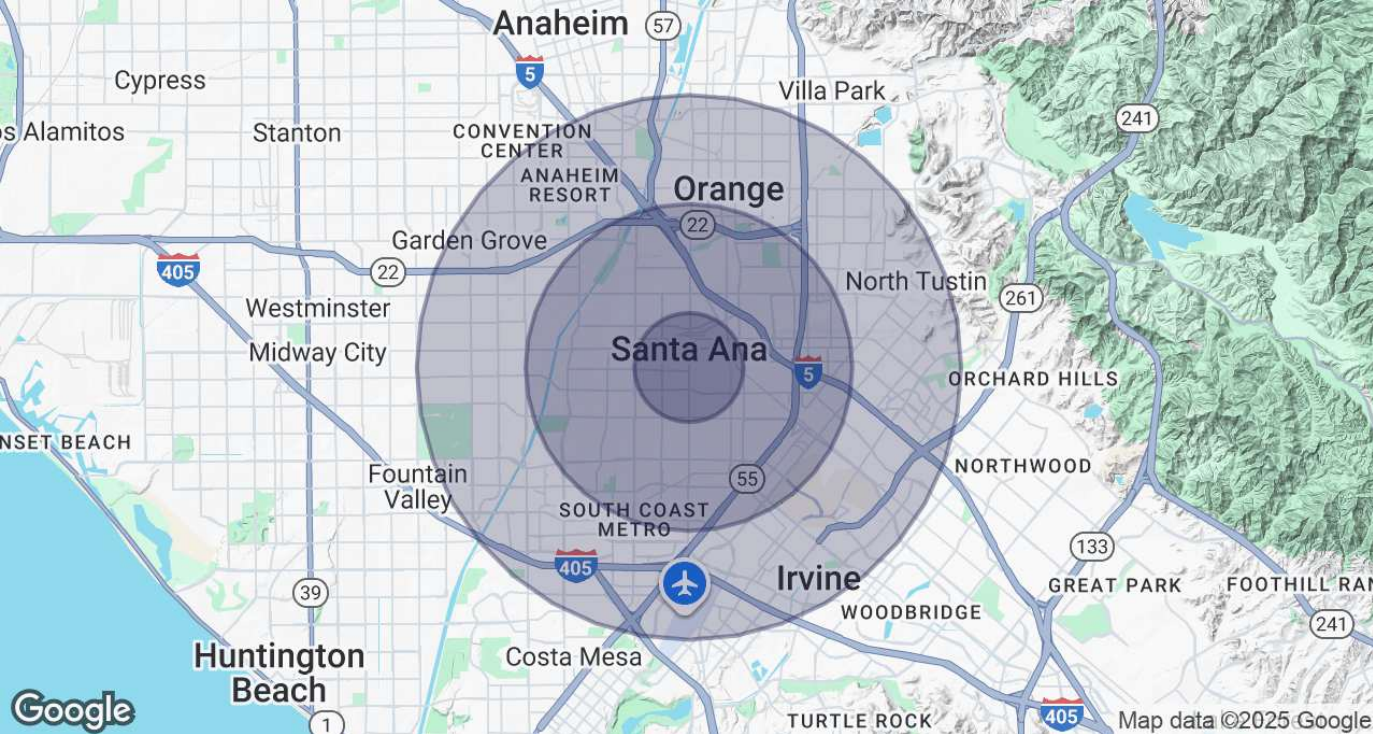 Anaheim
57
5
Cypress
Villa Park
241
os Alamitos
Stanton
CONVENTION
CENTER
ANAHEIM
RESORT
Orange
22
Garden Grove
405
22
North Tustin
261
Westminster
Midway City
Santa Ana
5
ORCHARD HILLS
NSET BEACH
Fountain
Valley
NORTHWOOD
55
SOUTH COAST
METRO
405
133
Irvine
GREAT PARK
FOOTHILL RAN
39
WOODBRIDGE
241
Huntington
Beach
Costa Mesa
Google
1
TURTLE ROCK
405
Map data ©2025 Google